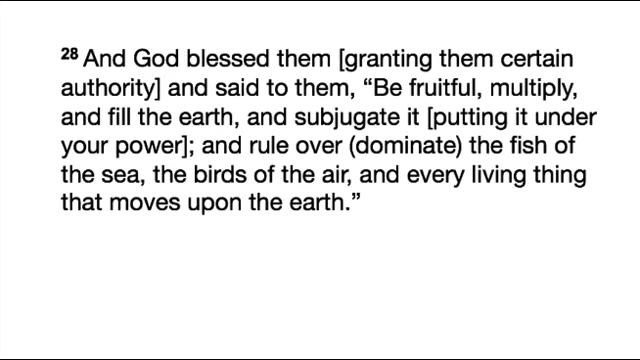 28 And God blessed them [granting them certain
authority] and said to them, “Be fruitful, multiply,
and fill the earth, and subjugate it [putting it under
your power]; and rule over (dominate) the fish of
the sea, the birds of the air, and every living thing
that moves upon the earth.”